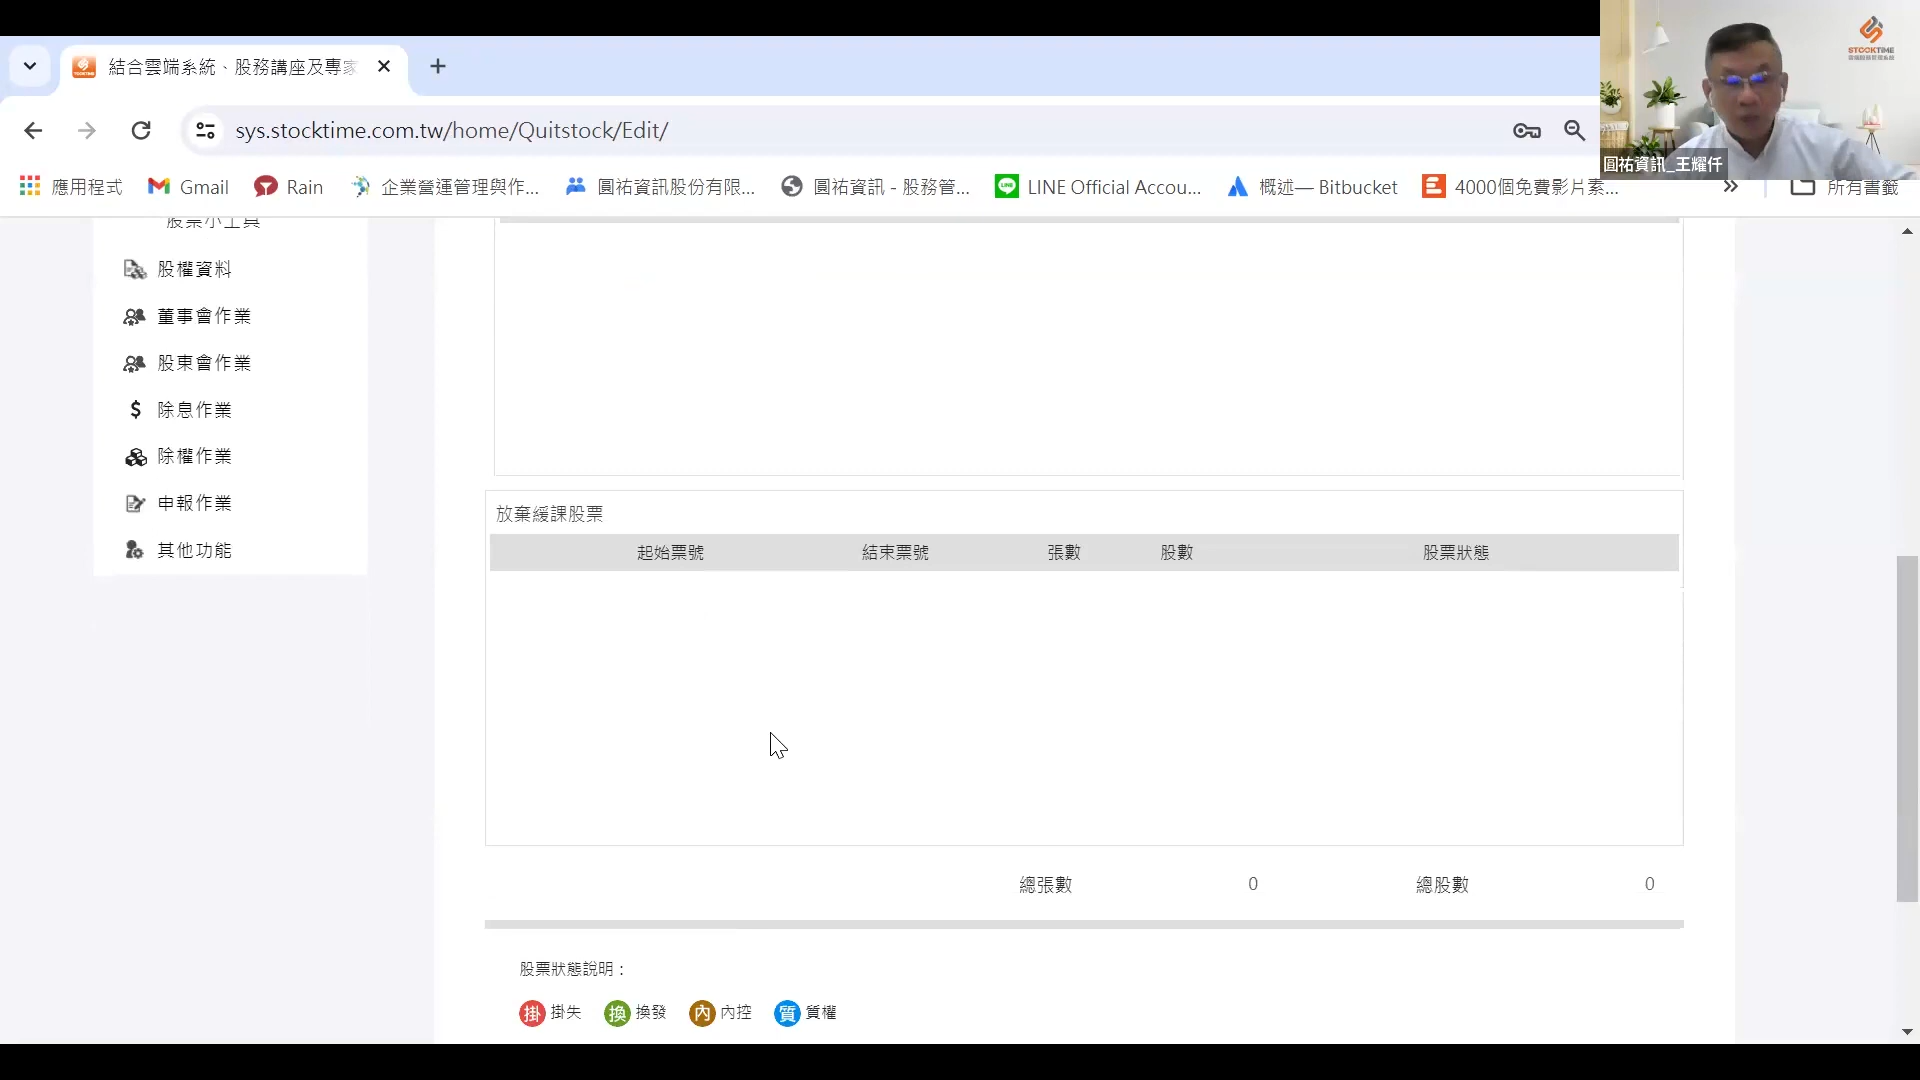 結合雲端系統、股務講座及專家
sys.stocktime.com.tw/home/Quitstock/Edit/
STOCKTIME
圓祐資訊_王耀仟
應用程式 Gmail Rain 企業營運管理與作... 圓祐資訊股份有限... 圓祐資訊 - 股務管... LINE Official Accou... 概述— Bitbucket 4000個免費影片素... 所有書籤
股票小工具
股權資料
董事會作業
股東會作業
除息作業
除權作業
申報作業
其他功能
放棄緩課股票
起始票號 結束票號 張數 股數 股票狀態
總張數 0 總股數 0
股票狀態說明：
掛 掛失 換 換發 內 內控 質 質權